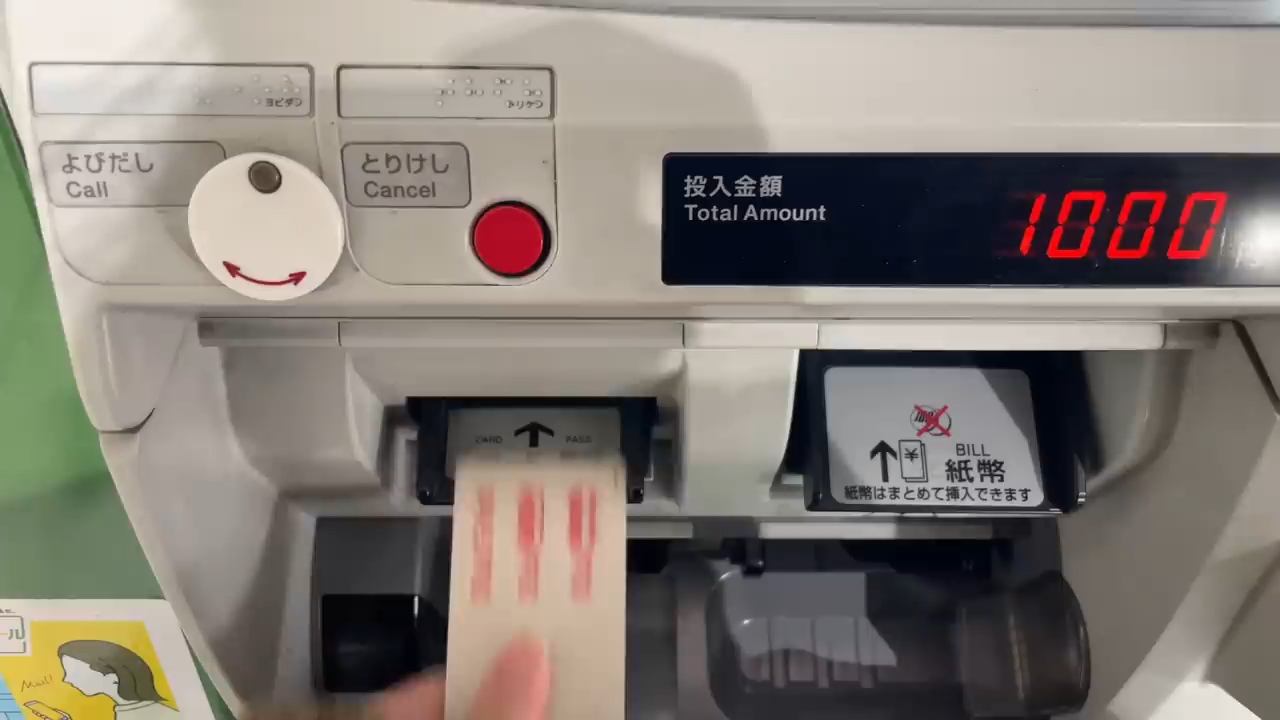 ヨビダシ
トリケシ
よびだし
Call
とりけし
Cancel
投入金額
Total Amount
1000
CARD
PASS
BILL
¥
紙幣
紙幣はまとめて挿入できます
Mail!